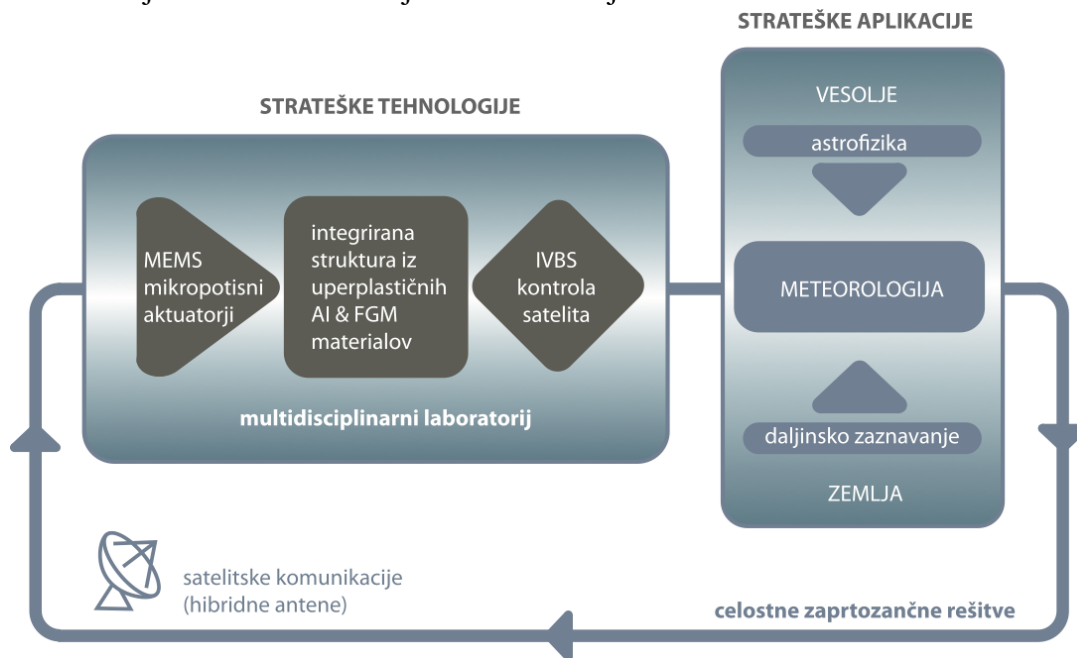 STRATEŠKE APLIKACIJE
STRATEŠKE TEHNOLOGIJE
MEMS
mikropotisni
aktuatorji
integrirana
struktura iz
uperplastičnih
AI & FGM
materialov
IVBS
kontrola
satelita
multidisciplinarni laboratorij
VESOLJE
astrofizika
METEOROLOGIJA
daljinsko zaznavanje
ZEMLJA
satelitske komunikacije
(hibridne antene)
celostne zaprtozančne rešitve